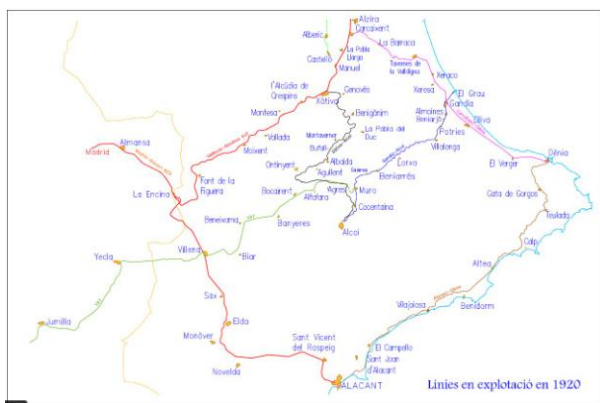 Alzira
Carcaixent
Alberic
La Barraca
La Pobla
Llarga
Castelló
Tavernes de
la Valldigna
Manuel
Xeraco
l'Alcúdia de
Crespins
Genovés
Xeresa
El Grau
Xàtiva
Gandia
Montesa
Benigànim
Almoines
Beniarjó
Oliva
La Pobla del
Duc
Potries
Vallada
Montaverner
Almansa
Bufali
Villalonga
Madrid
Moixent
Albaida
Ontinyent
Agullent
Lorxa
El Verger
Dénia
Font de la
Figuera
Beniarrés
La Encina
Bocairent
Agres
Muro
Gata de Gorgos
Alfafara
Cocentaina
Teulada
Beneixama
Banyeres
Alcoi
Calp
Villena
Yecla
Biar
Altea
Sax
Vilajoiosa
Benidorm
Jumilla
Elda
Monòver
Sant Vicent
del Raspeig
El Campello
Sant Joan
d'Alacant
Novelda
ALACANT
Línies en explotació en 1920